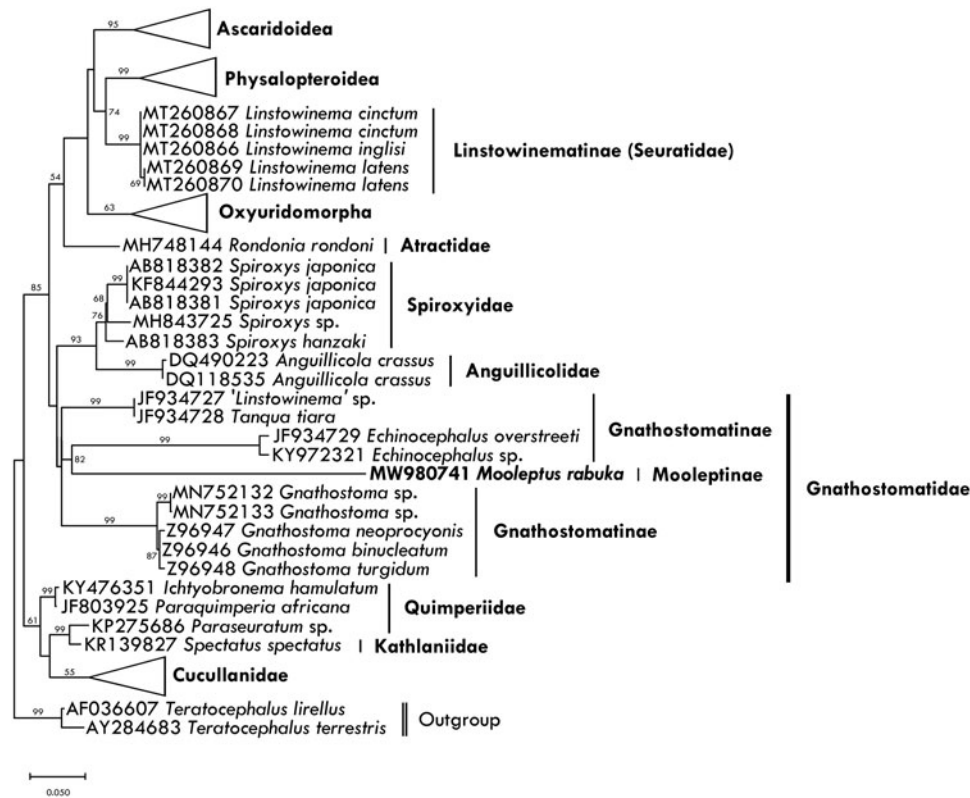 95 Ascaridoidea
99 Physalopteroidea
74
MT260867 Linstowinema cinctum
MT260868 Linstowinema cinctum
99 MT260866 Linstowinema inglisi Linstowinematinae (Seuratidae)
MT260869 Linstowinema latens
69 MT260870 Linstowinema latens
54
63 Oxyuridomorpha
MH748144 Rondonia rondoni Atractidae
AB818382 Spiroxys japonica
99 KF844293 Spiroxys japonica
85
68 AB818381 Spiroxys japonica Spiroxyidae
76 MH843725 Spiroxys sp.
93 AB818383 Spiroxys hanzaki
99 DQ490223 Anguillicola crassus Anguillicolidae
DQ118535 Anguillicola crassus
99 JF934727 'Linstowinema' sp.
JF934728 Tanqua tiara
99 JF934729 Echinocephalus overstreeti Gnathostomatinae
82 KY972321 Echinocephalus sp.
MW980741 Mooleptus rabuka Mooleptinae
Gnathostomatidae
99 MN752132 Gnathostoma sp.
MN752133 Gnathostoma sp.
99 Z96947 Gnathostoma neoprocyonis Gnathostomatinae
87 Z96946 Gnathostoma binucleatum
Z96948 Gnathostoma turgidum
99 KY476351 Ichtyobronema hamulatum
JF803925 Paraquimperia africana Quimperiidae
61
99 KP275686 Paraseuratum sp.
KR139827 Spectatus spectatus Kathlaniidae
55 Cucullanidae
99 AF036607 Teratocephalus lirellus Outgroup
AY284683 Teratocephalus terrestris
0.050